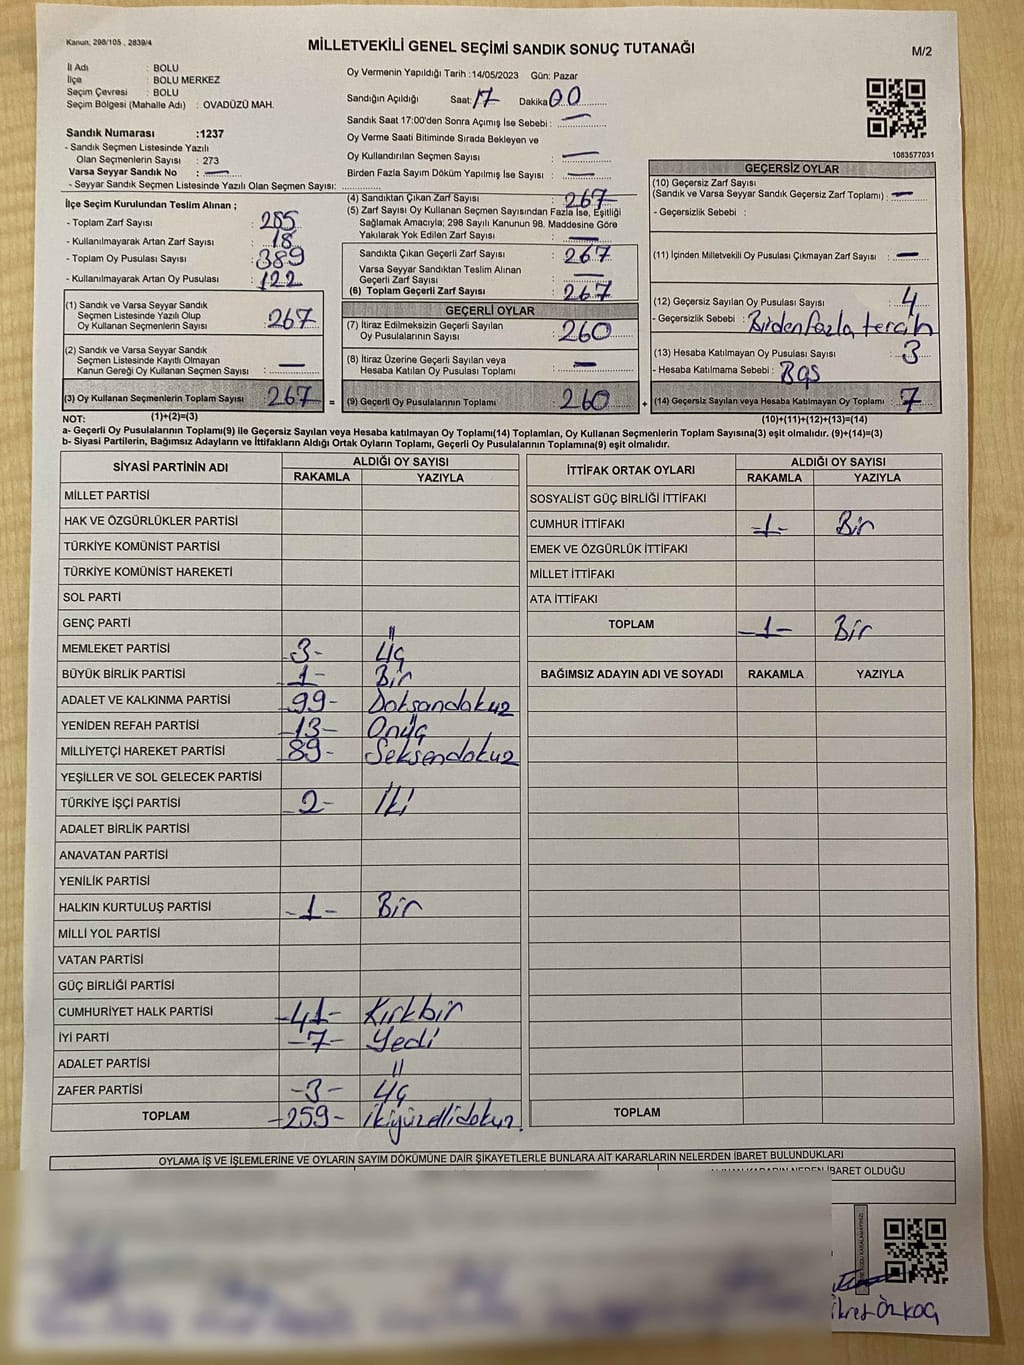 Kanun, 298/105 , 2839/4
MİLLETVEKİLİ GENEL SEÇİMİ SANDIK SONUÇ TUTANAĞI
M/2
İl Adı : BOLU
İlçe : BOLU MERKEZ
Seçim Çevresi : BOLU
Seçim Bölgesi (Mahalle Adı) : OVADÜZÜ MAH.
Sandık Numarası :1237
- Sandık Seçmen Listesinde Yazılı
Olan Seçmenlerin Sayısı : 273
Varsa Seyyar Sandık No : —
- Seyyar Sandık Seçmen Listesinde Yazılı Olan Seçmen Sayısı: ..............
Oy Vermenin Yapıldığı Tarih :14/05/2023 Gün: Pazar
Sandığın Açıldığı Saat: 17 Dakika 00
Sandık Saat 17:00'den Sonra Açımış İse Sebebi : —
Oy Verme Saati Bitiminde Sırada Bekleyen ve
Oy Kullandırılan Seçmen Sayısı : —
Birden Fazla Sayım Döküm Yapılmış İse Sayısı : —
1083577031
İlçe Seçim Kurulundan Teslim Alınan ;
- Toplam Zarf Sayısı : 285
- Kullanılmayarak Artan Zarf Sayısı : 18
- Toplam Oy Pusulası Sayısı : 389
- Kullanılmayarak Artan Oy Pusulası : 122
(1) Sandık ve Varsa Seyyar Sandık
Seçmen Listesinde Yazılı Olup
Oy Kullanan Seçmenlerin Sayısı : 267
(2) Sandık ve Varsa Seyyar Sandık
Seçmen Listesinde Kayıtlı Olmayan
Kanun Gereği Oy Kullanan Seçmen Sayısı : —
(3) Oy Kullanan Seçmenlerin Toplam Sayısı : 267 =
(4) Sandıktan Çıkan Zarf Sayısı : 267
(5) Zarf Sayısı Oy Kullanan Seçmen Sayısından Fazla İse, Eşitliği
Sağlamak Amacıyla; 298 Sayılı Kanunun 98. Maddesine Göre
Yakılarak Yok Edilen Zarf Sayısı : —
Sandıkta Çıkan Geçerli Zarf Sayısı : 267
Varsa Seyyar Sandıktan Teslim Alınan
Geçerli Zarf Sayısı : —
(6) Toplam Geçerli Zarf Sayısı : 267
GEÇERLİ OYLAR
(7) İtiraz Edilmeksizin Geçerli Sayılan
Oy Pusulalarının Sayısı : 260
(8) İtiraz Üzerine Geçerli Sayılan veya
Hesaba Katılan Oy Pusulası Toplamı : —
(9) Geçerli Oy Pusulalarının Toplamı : 260 +
GEÇERSİZ OYLAR
(10) Geçersiz Zarf Sayısı
(Sandık ve Varsa Seyyar Sandık Geçersiz Zarf Toplamı) : —
- Geçersizlik Sebebi :
(11) İçinden Milletvekili Oy Pusulası Çıkmayan Zarf Sayısı : —
(12) Geçersiz Sayılan Oy Pusulası Sayısı : 4
- Geçersizlik Sebebi : Birden fazla tercih
(13) Hesaba Katılmayan Oy Pusulası Sayısı : 3
- Hesaba Katılmama Sebebi : Boş
(14) Geçersiz Sayılan veya Hesaba Katılmayan Oy Toplamı : 7
NOT: (1)+(2)=(3) (10)+(11)+(12)+(13)=(14)
a- Geçerli Oy Pusulalarının Toplamı(9) ile Geçersiz Sayılan veya Hesaba katılmayan Oy Toplamı(14) Toplamları, Oy Kullanan Seçmenlerin Toplam Sayısına(3) eşit olmalıdır. (9)+(14)=(3)
b- Siyasi Partilerin, Bağımsız Adayların ve İttifakların Aldığı Ortak Oyların Toplamı, Geçerli Oy Pusulalarının Toplamına(9) eşit olmalıdır.
SİYASİ PARTİNİN ADI ALDIĞI OY SAYISI
RAKAMLA YAZIYLA
MİLLET PARTİSİ
HAK VE ÖZGÜRLÜKLER PARTİSİ
TÜRKİYE KOMÜNİST PARTİSİ
TÜRKİYE KOMÜNİST HAREKETİ
SOL PARTİ
GENÇ PARTİ
MEMLEKET PARTİSİ -3- Üç
BÜYÜK BİRLİK PARTİSİ -1- Bir
ADALET VE KALKINMA PARTİSİ -99- Doksandokuz
YENİDEN REFAH PARTİSİ -13- Onüç
MİLLİYETÇİ HAREKET PARTİSİ 89- Seksendokuz
YEŞİLLER VE SOL GELECEK PARTİSİ
TÜRKİYE İŞÇİ PARTİSİ -2- İki
ADALET BİRLİK PARTİSİ
ANAVATAN PARTİSİ
YENİLİK PARTİSİ
HALKIN KURTULUŞ PARTİSİ -1- Bir
MİLLİ YOL PARTİSİ
VATAN PARTİSİ
GÜÇ BİRLİĞİ PARTİSİ
CUMHURİYET HALK PARTİSİ -41- Kırkbir
İYİ PARTİ -7- Yedi
ADALET PARTİSİ
ZAFER PARTİSİ -3- Üç
TOPLAM -259- İkiyüzellidokuz.
İTTİFAK ORTAK OYLARI ALDIĞI OY SAYISI
RAKAMLA YAZIYLA
SOSYALİST GÜÇ BİRLİĞİ İTTİFAKI
CUMHUR İTTİFAKI -1- Bir
EMEK VE ÖZGÜRLÜK İTTİFAKI
MİLLET İTTİFAKI
ATA İTTİFAKI
TOPLAM -1- Bir
BAĞIMSIZ ADAYIN ADI VE SOYADI RAKAMLA YAZIYLA
TOPLAM
OYLAMA İŞ VE İŞLEMLERİNE VE OYLARIN SAYIM DÖKÜMÜNE DAİR ŞİKAYETLERLE BUNLARA AİT KARARLARIN NELERDEN İBARET BULUNDUKLARI
KARARIN NEDEN İBARET OLDUĞU
ÖZKOÇ